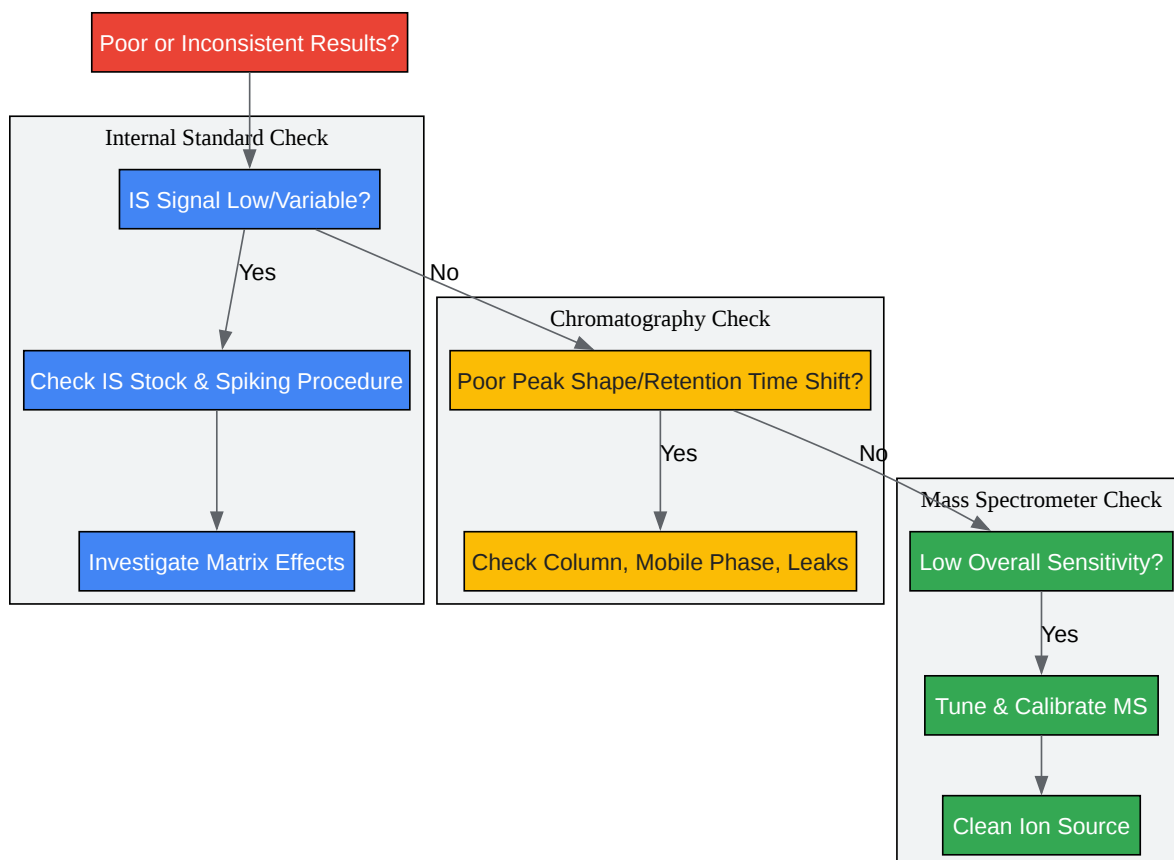 Poor or Inconsistent Results?
Internal Standard Check
IS Signal Low/Variable?
Yes
No
Chromatography Check
Check IS Stock & Spiking Procedure
Poor Peak Shape/Retention Time Shift?
Yes
No
Mass Spectrometer Check
Investigate Matrix Effects
Check Column, Mobile Phase, Leaks
Low Overall Sensitivity?
Yes
Tune & Calibrate MS
Clean Ion Source